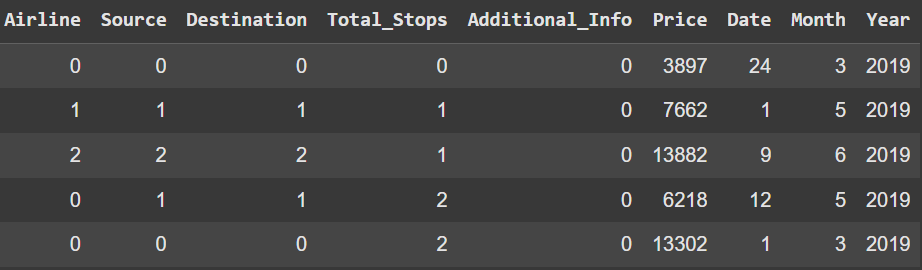 Airline Source Destination Total_Stops Additional_Info Price Date Month Year
0 0 0 0 0 3897 24 3 2019
1 1 1 1 0 7662 1 5 2019
2 2 2 1 0 13882 9 6 2019
0 1 1 2 0 6218 12 5 2019
0 0 0 2 0 13302 1 3 2019